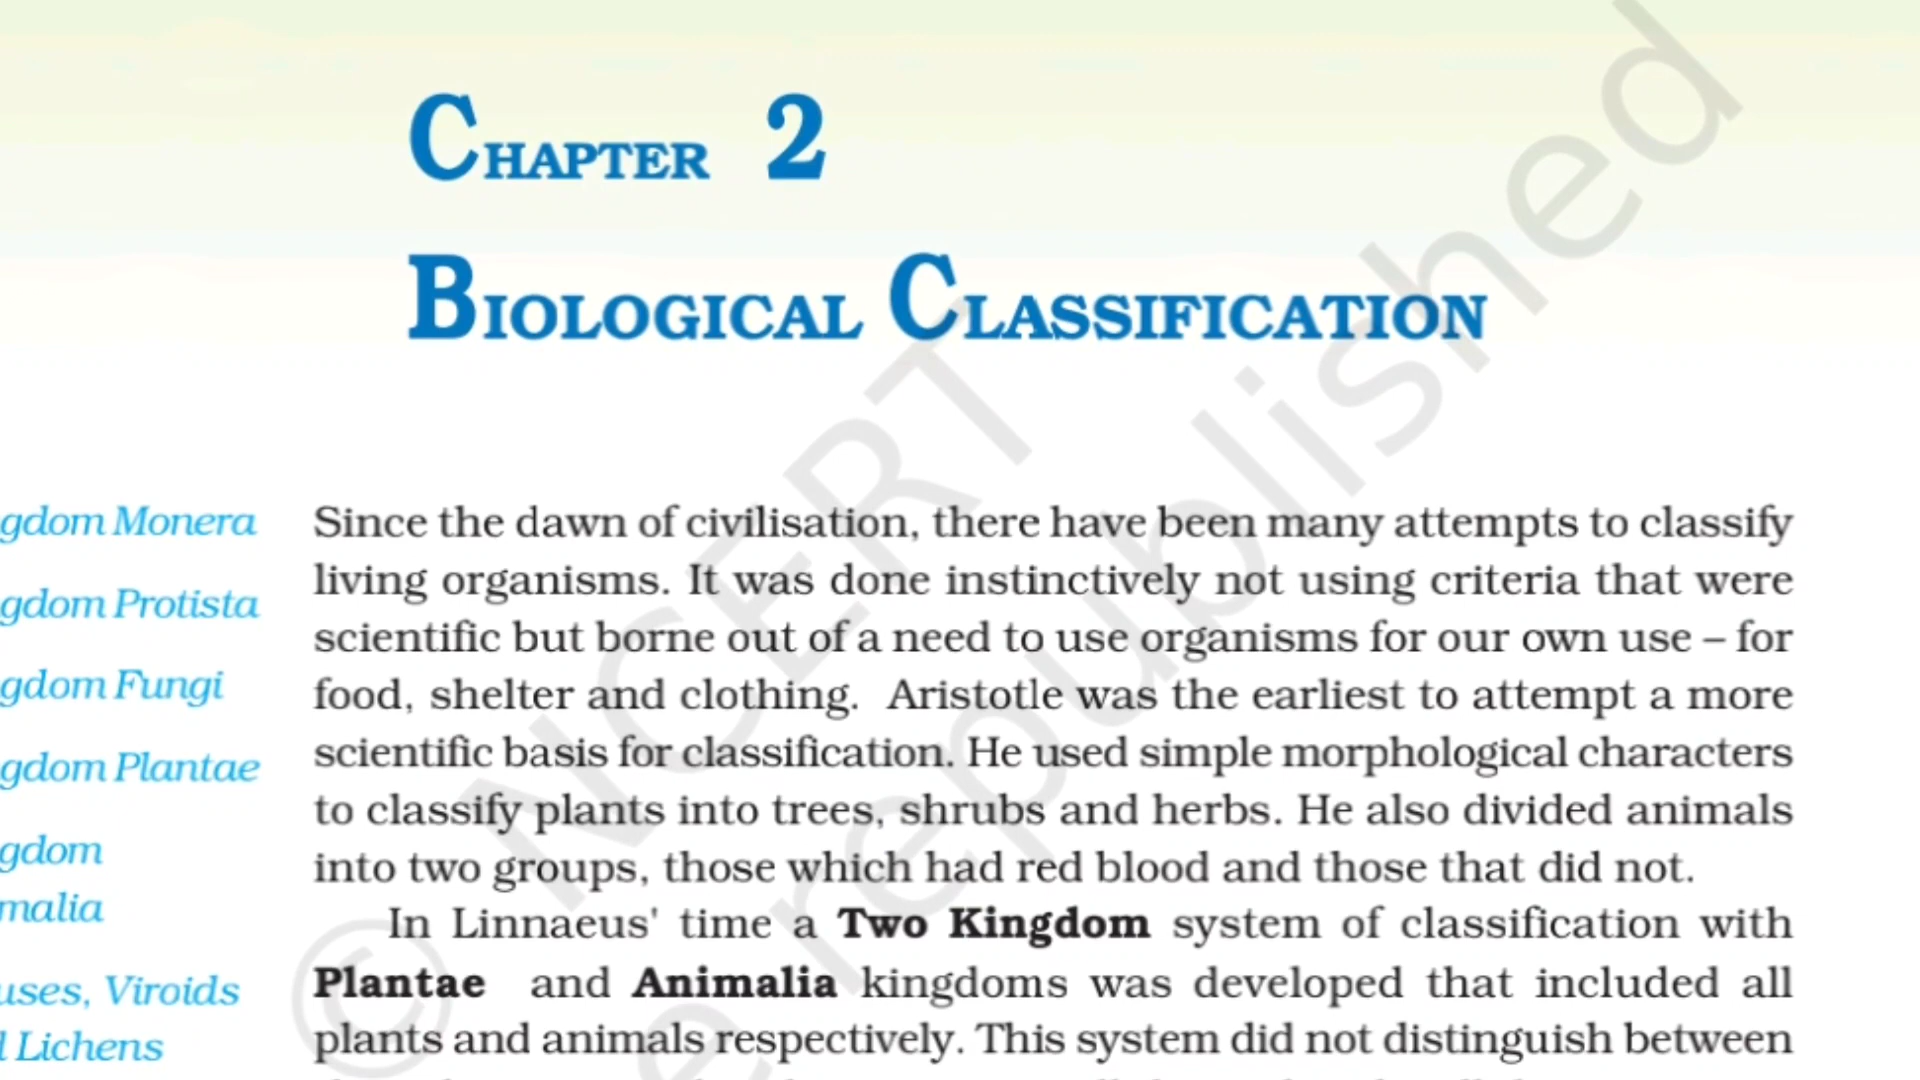 CHAPTER 2
BIOLOGICAL CLASSIFICATION
gdom Monera
gdom Protista
gdom Fungi
gdom Plantae
gdom
malia
uses, Viroids
d Lichens
Since the dawn of civilisation, there have been many attempts to classify
living organisms. It was done instinctively not using criteria that were
scientific but borne out of a need to use organisms for our own use – for
food, shelter and clothing. Aristotle was the earliest to attempt a more
scientific basis for classification. He used simple morphological characters
to classify plants into trees, shrubs and herbs. He also divided animals
into two groups, those which had red blood and those that did not.
In Linnaeus' time a Two Kingdom system of classification with
Plantae and Animalia kingdoms was developed that included all
plants and animals respectively. This system did not distinguish between
© NCERT
e republished